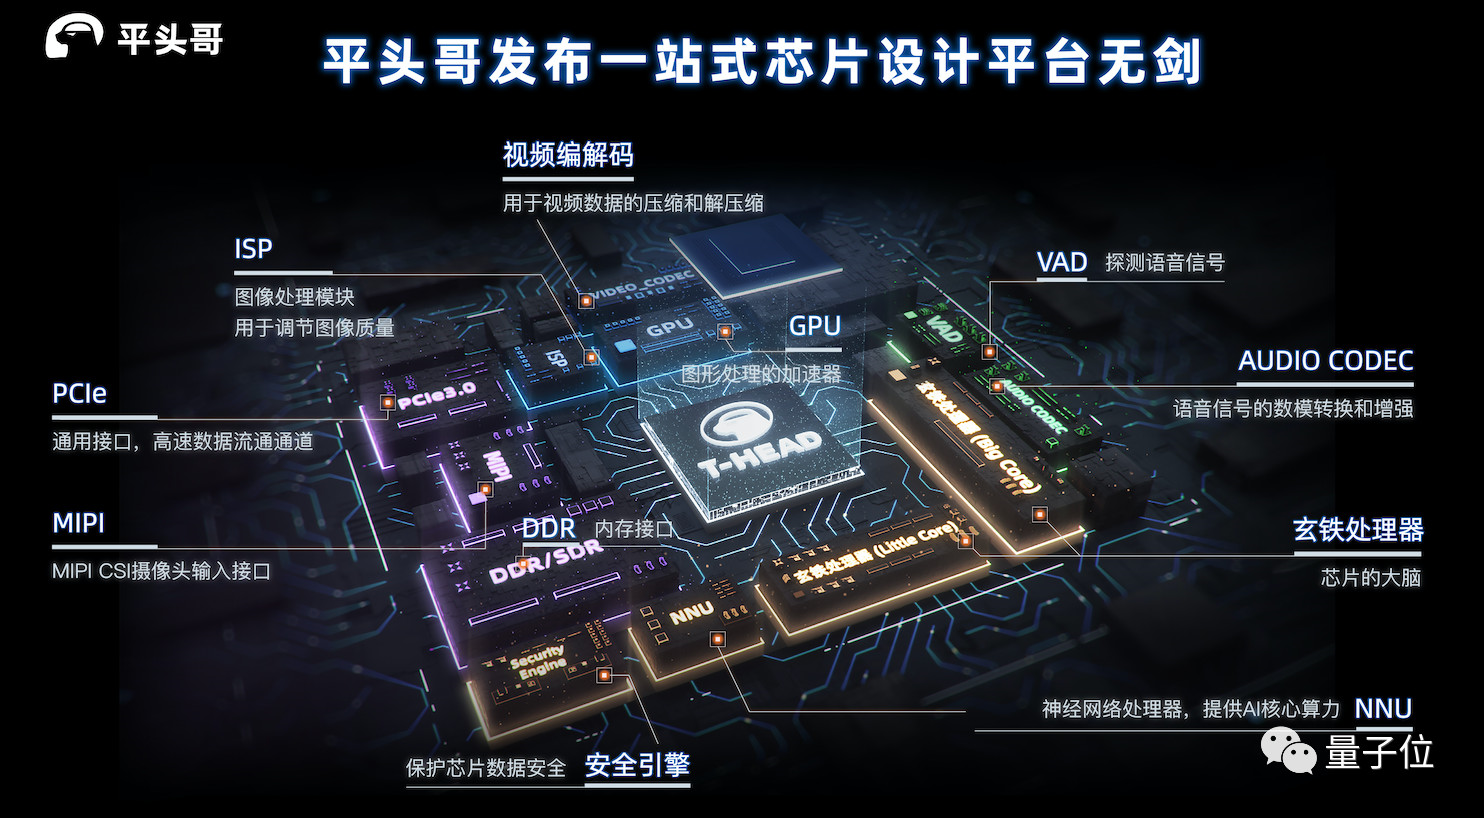 平头哥
平头哥发布一站式芯片设计平台无剑
视频编解码
用于视频数据的压缩和解压缩
ISP
图像处理模块
用于调节图像质量
VAD 探测语音信号
GPU
图形处理的加速器
AUDIO CODEC
语音信号的数模转换和增强
PCIe
通用接口，高速数据流通通道
MIPI
MIPI CSI摄像头输入接口
DDR 内存接口
玄铁处理器
芯片的大脑
神经网络处理器，提供AI核心算力 NNU
保护芯片数据安全 安全引擎
VIDEO_CODEC
GPU
ISP
VAD
AUDIO CODEC
PCIe3.0
MIPI
T-HEAD
玄铁处理器 (Big Core)
DDR/SDR
玄铁处理器 (Little Core)
NNU
Security
Engine
量子位